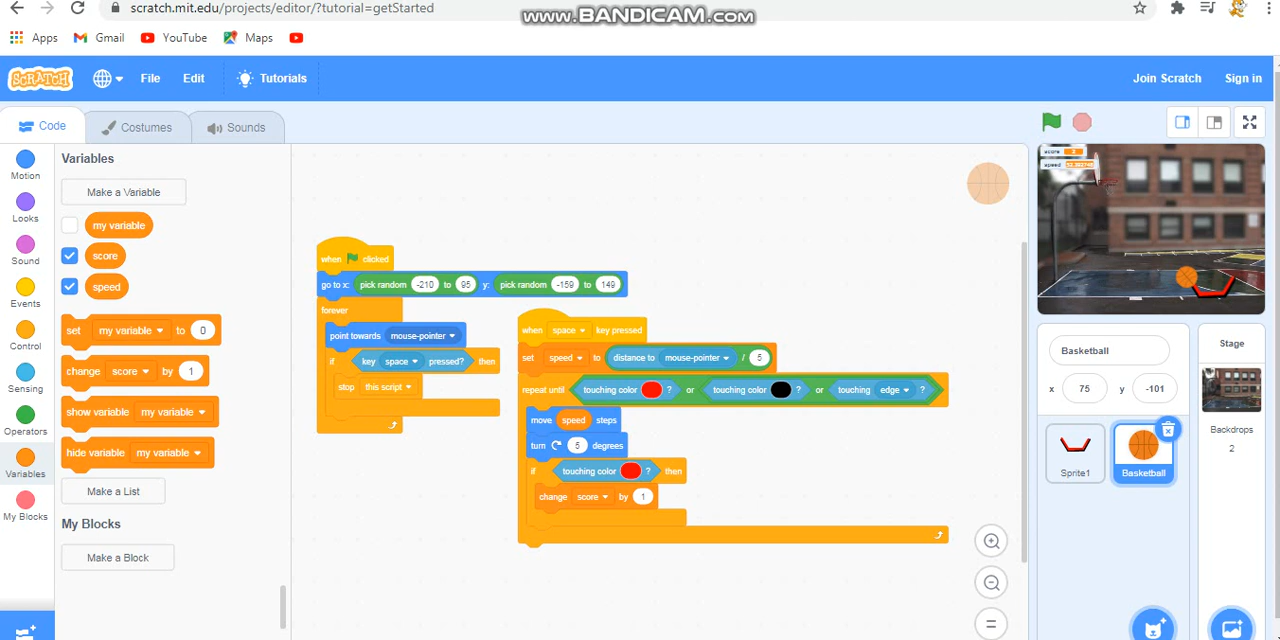 scratch.mit.edu/projects/editor/?tutorial=getStarted
www.BANDICAM.com
Apps Gmail YouTube Maps
SCRATCH File Edit Tutorials Join Scratch Sign in
Code Costumes Sounds
Motion
Looks
Sound
Events
Control
Sensing
Operators
Variables
My Blocks
Variables
Make a Variable
my variable
score
speed
set my variable to 0
change score by 1
show variable my variable
hide variable my variable
Make a List
My Blocks
Make a Block
when clicked
go to x: pick random -210 to 95 y: pick random -159 to 149
forever
point towards mouse-pointer
if key space pressed? then
stop this script
when space key pressed
set speed to distance to mouse-pointer / 5
repeat until touching color ? or touching color ? or touching edge ?
move speed steps
turn 5 degrees
if touching color ? then
change score by 1
score
speed
Basketball
x 75 y -101
Sprite1
Basketball
Stage
Backdrops
2